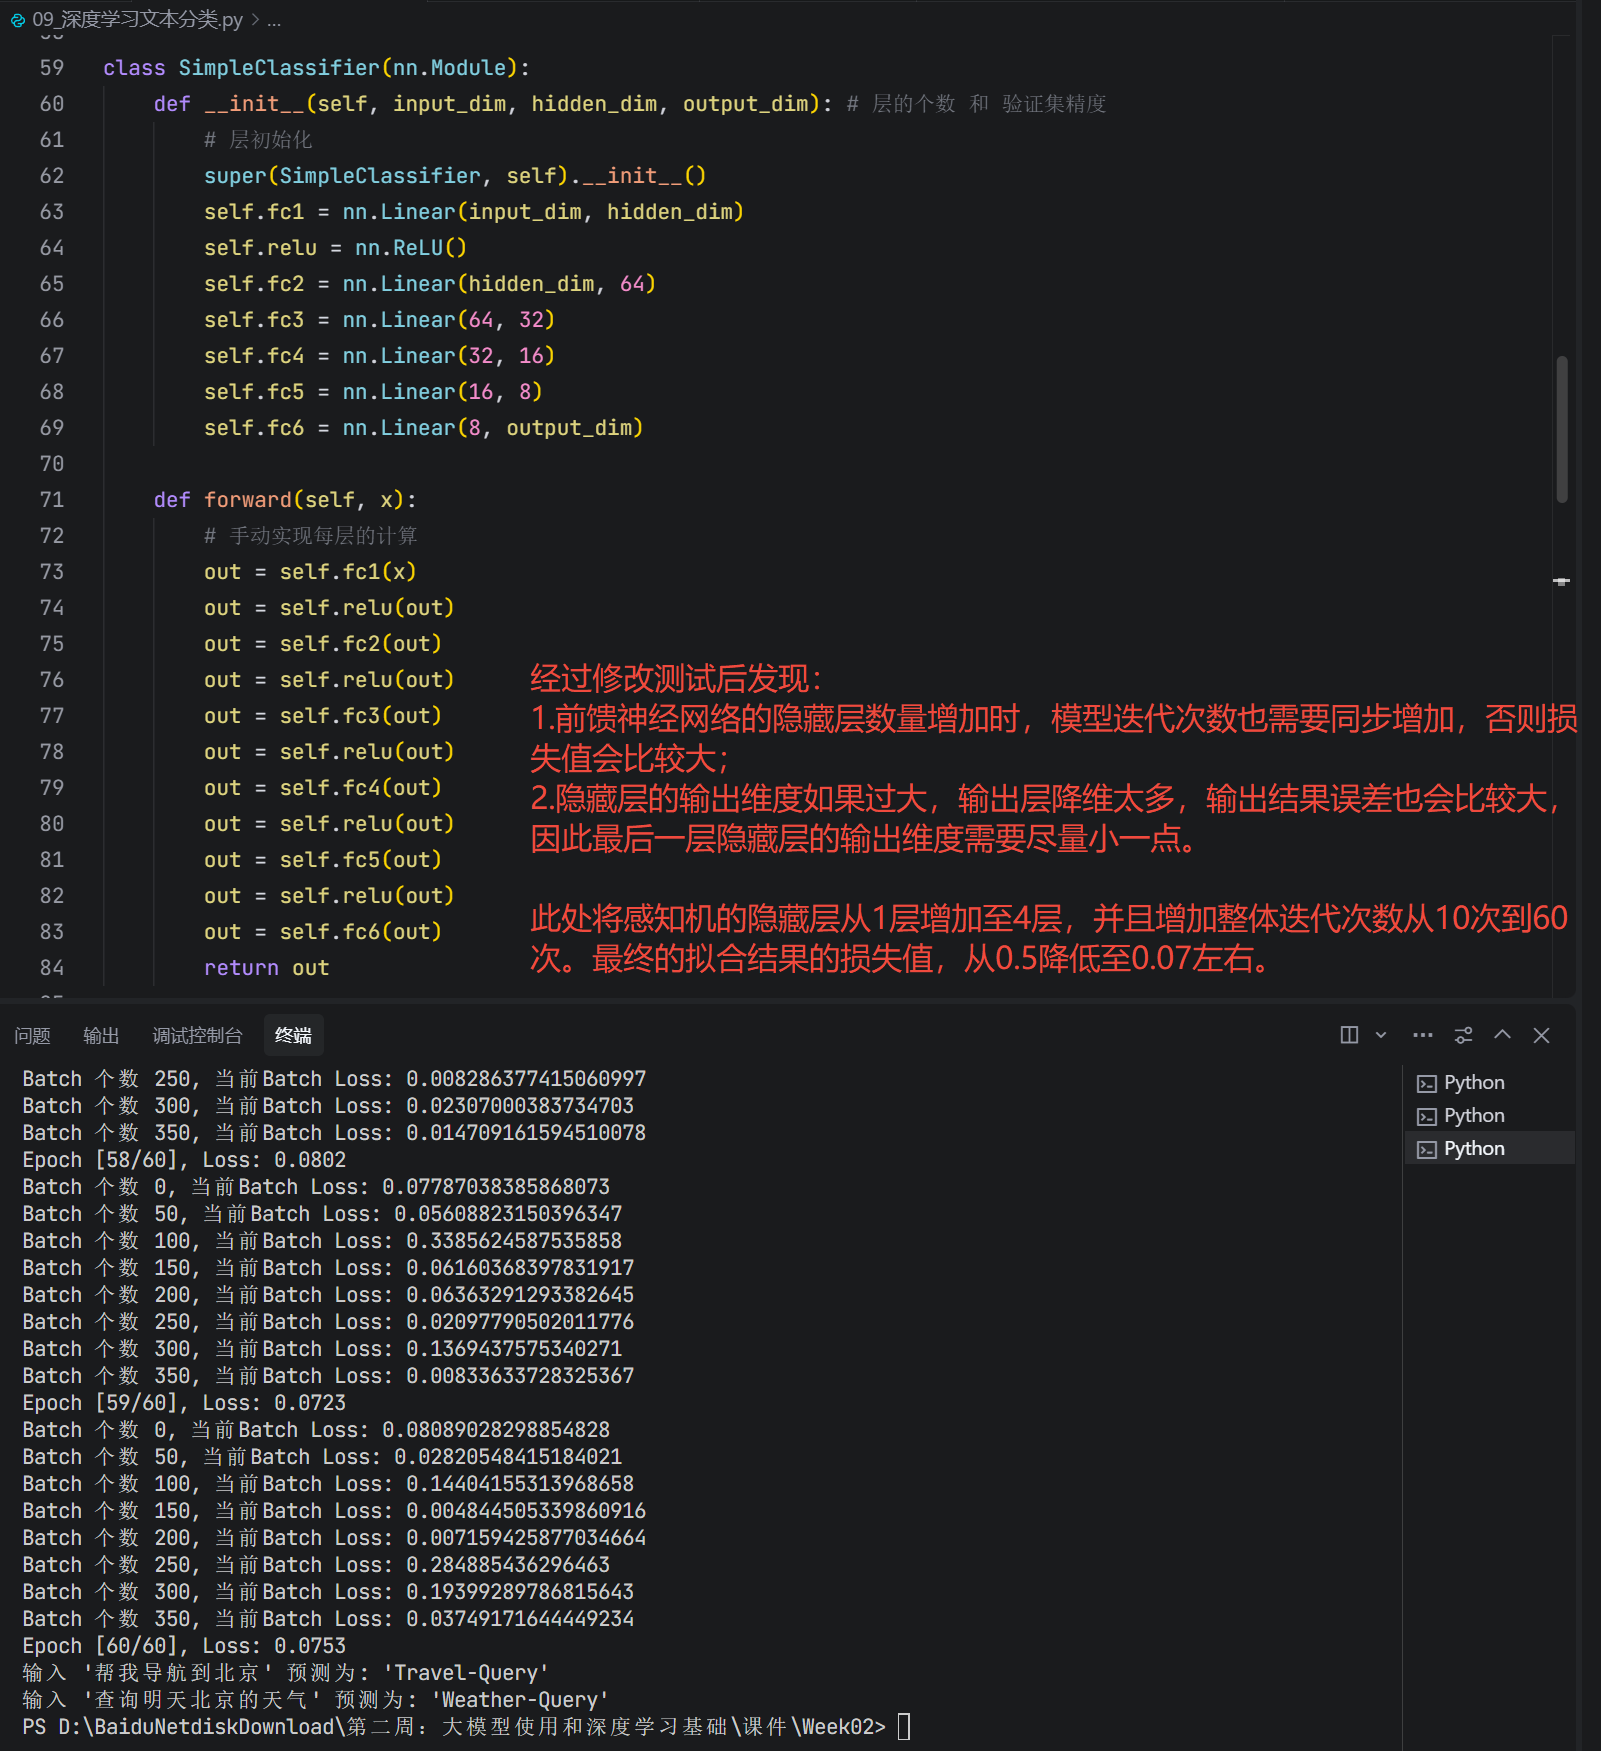 09_深度学习文本分类.py > ...
59 class SimpleClassifier(nn.Module):
60 def __init__(self, input_dim, hidden_dim, output_dim): # 层的个数 和 验证集精度
61 # 层初始化
62 super(SimpleClassifier, self).__init__()
63 self.fc1 = nn.Linear(input_dim, hidden_dim)
64 self.relu = nn.ReLU()
65 self.fc2 = nn.Linear(hidden_dim, 64)
66 self.fc3 = nn.Linear(64, 32)
67 self.fc4 = nn.Linear(32, 16)
68 self.fc5 = nn.Linear(16, 8)
69 self.fc6 = nn.Linear(8, output_dim)
70
71 def forward(self, x):
72 # 手动实现每层的计算
73 out = self.fc1(x)
74 out = self.relu(out)
75 out = self.fc2(out)
76 out = self.relu(out)
77 out = self.fc3(out)
78 out = self.relu(out)
79 out = self.fc4(out)
80 out = self.relu(out)
81 out = self.fc5(out)
82 out = self.relu(out)
83 out = self.fc6(out)
84 return out
经过修改测试后发现：
1.前馈神经网络的隐藏层数量增加时，模型迭代次数也需要同步增加，否则损
失值会比较大；
2.隐藏层的输出维度如果过大，输出层降维太多，输出结果误差也会比较大，
因此最后一层隐藏层的输出维度需要尽量小一点。
此处将感知机的隐藏层从1层增加至4层，并且增加整体迭代次数从10次到60
次。最终的拟合结果的损失值，从0.5降低至0.07左右。
问题 输出 调试控制台 终端
Batch 个数 250, 当前Batch Loss: 0.008286377415060997
Batch 个数 300, 当前Batch Loss: 0.02307000383734703
Batch 个数 350, 当前Batch Loss: 0.014709161594510078
Epoch [58/60], Loss: 0.0802
Batch 个数 0, 当前Batch Loss: 0.07787038385868073
Batch 个数 50, 当前Batch Loss: 0.05608823150396347
Batch 个数 100, 当前Batch Loss: 0.3385624587535858
Batch 个数 150, 当前Batch Loss: 0.06160368397831917
Batch 个数 200, 当前Batch Loss: 0.06363291293382645
Batch 个数 250, 当前Batch Loss: 0.02097790502011776
Batch 个数 300, 当前Batch Loss: 0.1369437575340271
Batch 个数 350, 当前Batch Loss: 0.00833633728325367
Epoch [59/60], Loss: 0.0723
Batch 个数 0, 当前Batch Loss: 0.08089028298854828
Batch 个数 50, 当前Batch Loss: 0.02820548415184021
Batch 个数 100, 当前Batch Loss: 0.14404155313968658
Batch 个数 150, 当前Batch Loss: 0.004844505339860916
Batch 个数 200, 当前Batch Loss: 0.007159425877034664
Batch 个数 250, 当前Batch Loss: 0.284885436296463
Batch 个数 300, 当前Batch Loss: 0.19399289786815643
Batch 个数 350, 当前Batch Loss: 0.03749171644449234
Epoch [60/60], Loss: 0.0753
输入 '帮我导航到北京' 预测为: 'Travel-Query'
输入 '查询明天北京的天气' 预测为: 'Weather-Query'
PS D:\BaiduNetdiskDownload\第二周：大模型使用和深度学习基础\课件\Week02>
Python
Python
Python